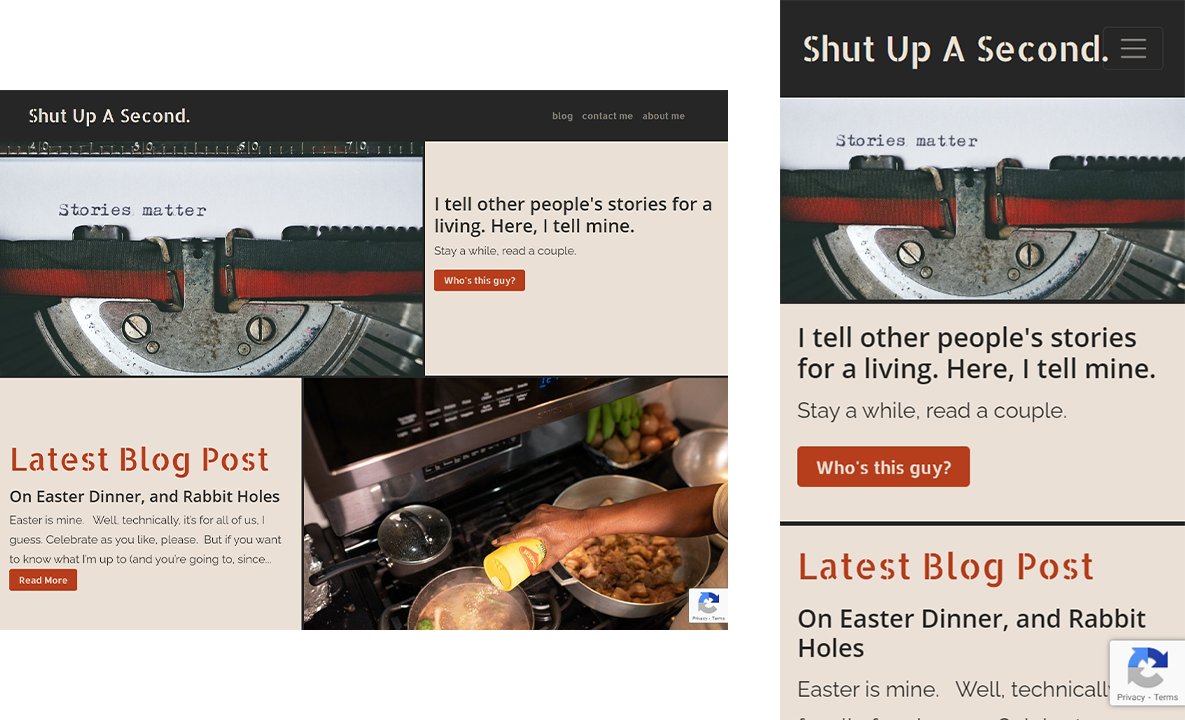 Shut Up A Second.
blog contact me about me
40 50 60 70
Stories matter
I tell other people's stories for a
living. Here, I tell mine.
Stay a while, read a couple.
Who's this guy?
Latest Blog Post
On Easter Dinner, and Rabbit Holes
Easter is mine.   Well, technically, it's for all of us, I
guess. Celebrate as you like, please.  But if you want
to know what I'm up to (and you're going to, since...
Read More
Privacy - Terms
Shut Up A Second.
Stories matter
I tell other people's stories
for a living. Here, I tell mine.
Stay a while, read a couple.
Who's this guy?
Latest Blog Post
On Easter Dinner, and Rabbit
Holes
Easter is mine.   Well, technically
Privacy - Terms